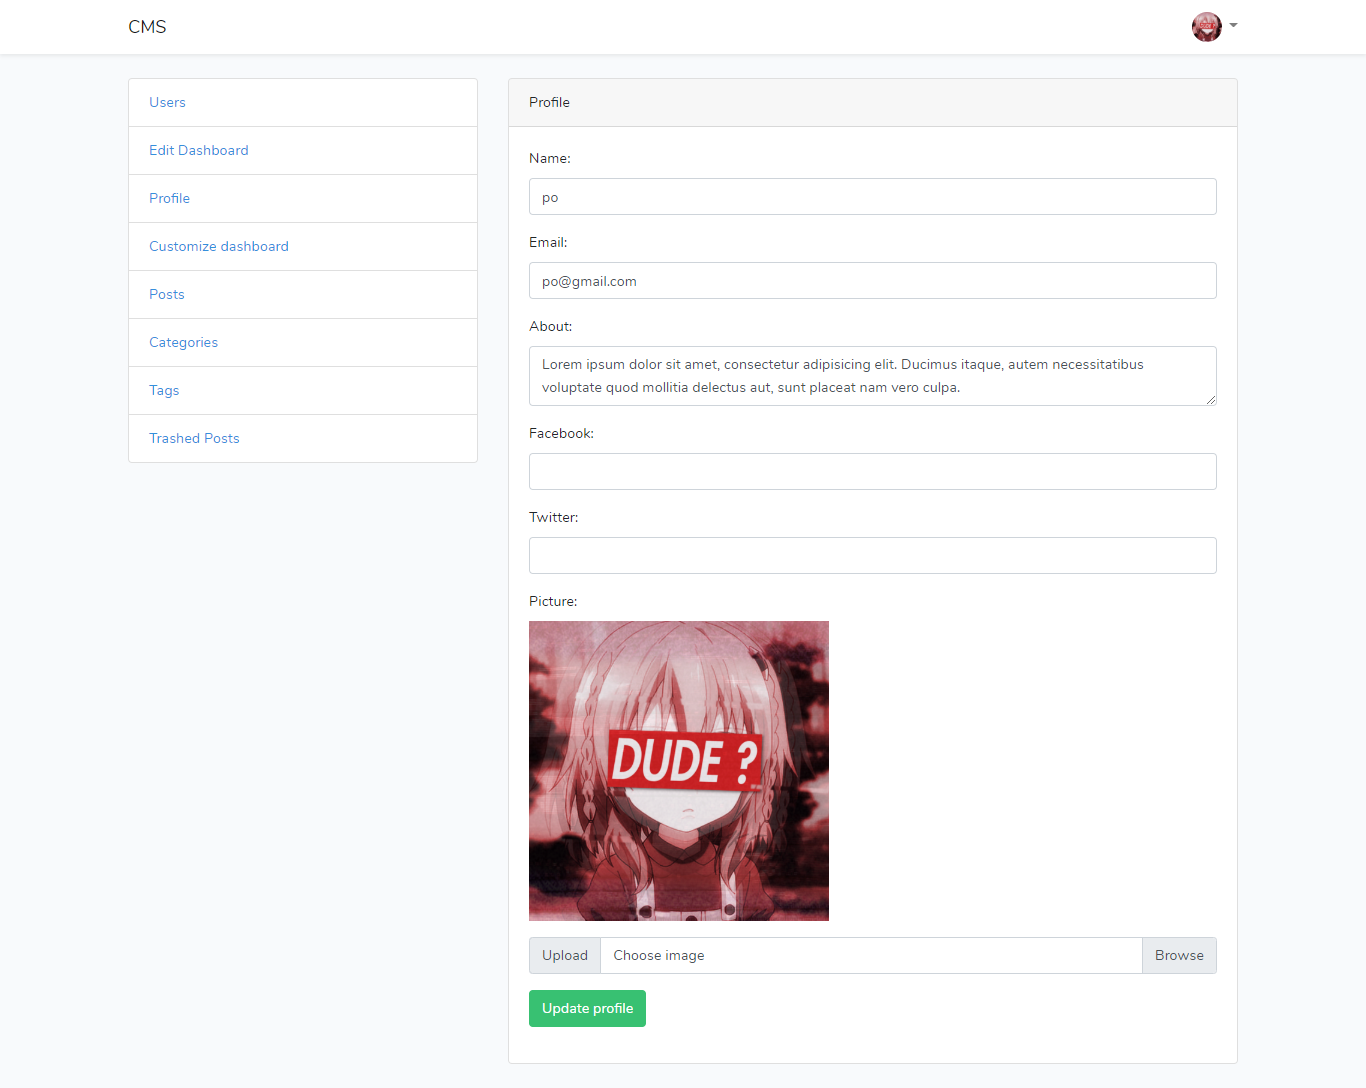 CMS
Users
Edit Dashboard
Profile
Customize dashboard
Posts
Categories
Tags
Trashed Posts
Profile
Name:
po
Email:
po@gmail.com
About:
Lorem ipsum dolor sit amet, consectetur adipisicing elit. Ducimus itaque, autem necessitatibus
voluptate quod mollitia delectus aut, sunt placeat nam vero culpa.
Facebook:
Twitter:
Picture:
DUDE ?
Upload Choose image Browse
Update profile